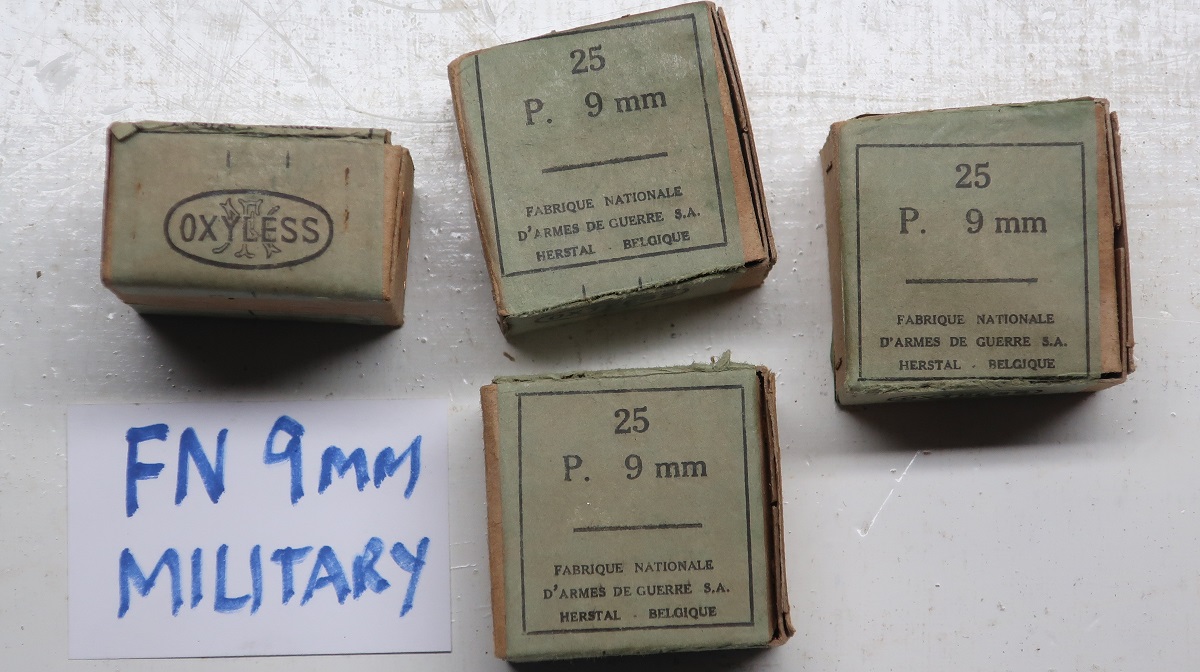 OXYLESS
25
P. 9 mm
FABRIQUE NATIONALE
D'ARMES DE GUERRE S.A.
HERSTAL - BELGIQUE
25
P. 9 mm
FABRIQUE NATIONALE
D'ARMES DE GUERRE S.A.
HERSTAL - BELGIQUE
25
P. 9 mm
FABRIQUE NATIONALE
D'ARMES DE GUERRE S.A.
HERSTAL - BELGIQUE
FN 9mm
MILITARY